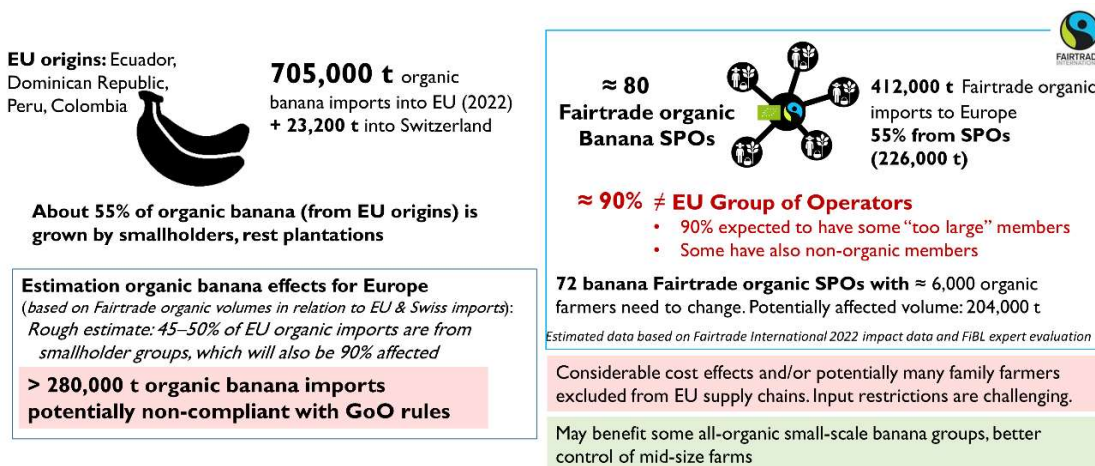 EU origins: Ecuador,
Dominican Republic,
Peru, Colombia
705,000 t organic
banana imports into EU (2022)
+ 23,200 t into Switzerland
About 55% of organic banana (from EU origins) is
grown by smallholders, rest plantations
Estimation organic banana effects for Europe
(based on Fairtrade organic volumes in relation to EU & Swiss imports):
Rough estimate: 45–50% of EU organic imports are from
smallholder groups, which will also be 90% affected
> 280,000 t organic banana imports
potentially non-compliant with GoO rules
FAIRTRADE
INTERNATIONAL
≈ 80
Fairtrade organic
Banana SPOs
412,000 t Fairtrade organic
imports to Europe
55% from SPOs
(226,000 t)
≈ 90% ≠ EU Group of Operators
• 90% expected to have some “too large” members
• Some have also non-organic members
72 banana Fairtrade organic SPOs with ≈ 6,000 organic
farmers need to change. Potentially affected volume: 204,000 t
Estimated data based on Fairtrade International 2022 impact data and FiBL expert evaluation
Considerable cost effects and/or potentially many family farmers
excluded from EU supply chains. Input restrictions are challenging.
May benefit some all-organic small-scale banana groups, better
control of mid-size farms